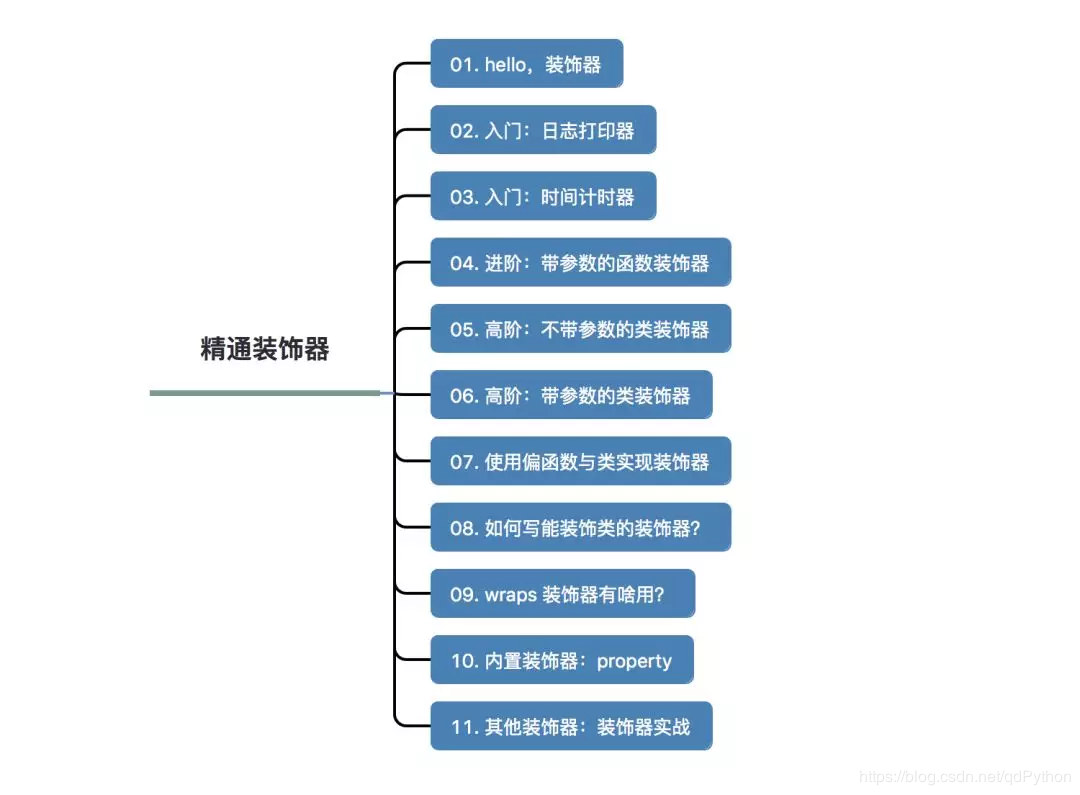 01. hello，装饰器
02. 入门：日志打印器
03. 入门：时间计时器
04. 进阶：带参数的函数装饰器
05. 高阶：不带参数的类装饰器
精通装饰器
06. 高阶：带参数的类装饰器
07. 使用偏函数与类实现装饰器
08. 如何写能装饰类的装饰器？
09. wraps 装饰器有啥用？
10. 内置装饰器：property
11. 其他装饰器：装饰器实战
https://blog.csdn.net/qdPython